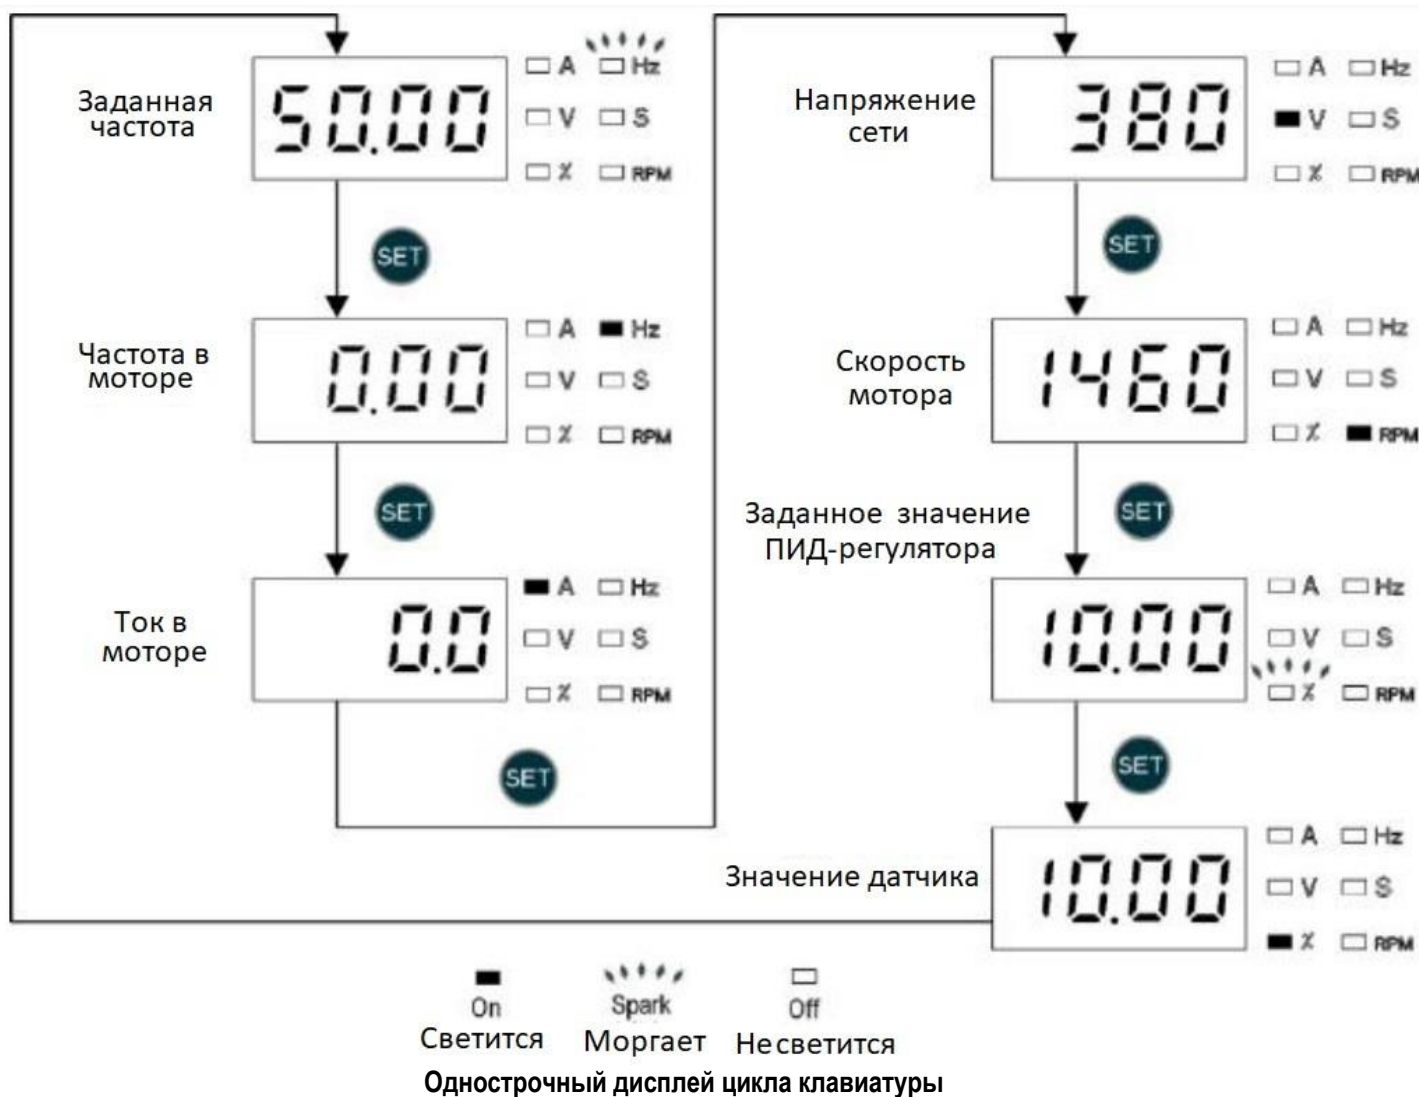 Заданная
частота
50.00
A Hz
V S
% RPM
SET
Частота в
моторе
0.00
A Hz
V S
% RPM
SET
Ток в
моторе
0.0
A Hz
V S
% RPM
SET
Напряжение
сети
380
A Hz
V S
% RPM
SET
Скорость
мотора
1460
A Hz
V S
% RPM
SET
Заданное значение
ПИД-регулятора
10.00
A Hz
V S
% RPM
SET
Значение датчика
10.00
A Hz
V S
% RPM
On Spark Off
Светится Моргает Несветится
Однострочный дисплей цикла клавиатуры